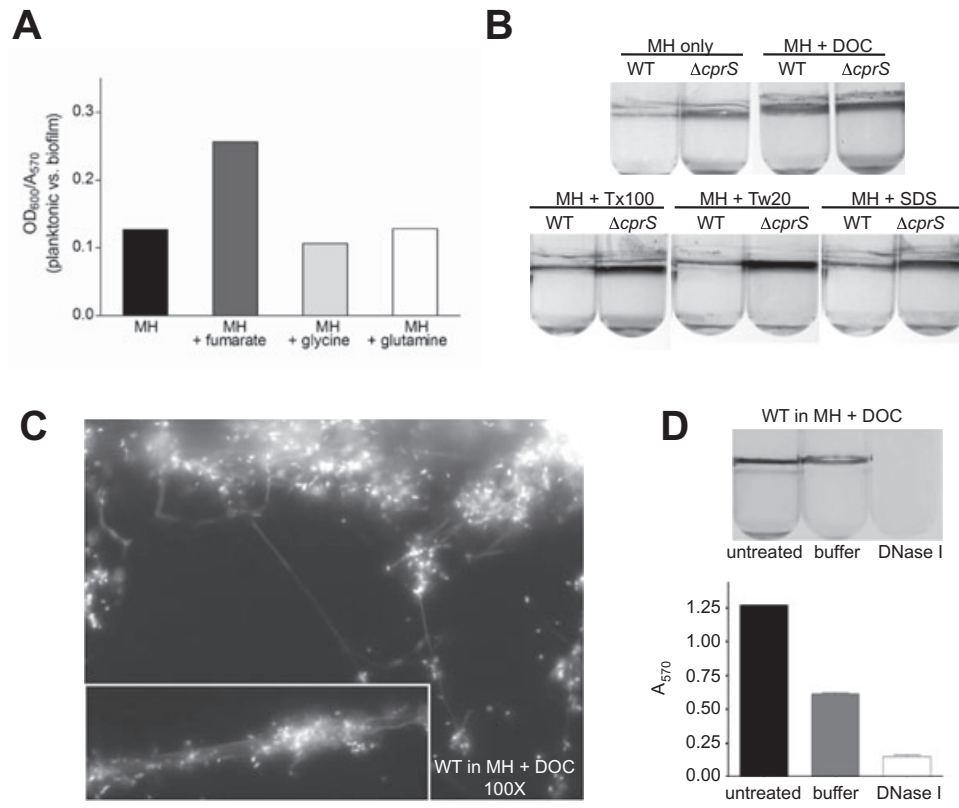 A
OD600/A570
(planktonic vs. biofilm)
0.3
0.2
0.1
0.0
MH
MH
+ fumarate
MH
+ glycine
MH
+ glutamine
B
MH only
MH + DOC
WT
ΔcprS
WT
ΔcprS
MH + Tx100
MH + Tw20
MH + SDS
WT
ΔcprS
WT
ΔcprS
WT
ΔcprS
C
WT in MH + DOC
100X
D
WT in MH + DOC
untreated
buffer
DNase I
A570
1.25
1.00
0.75
0.50
0.25
0.00
untreated
buffer
DNase I